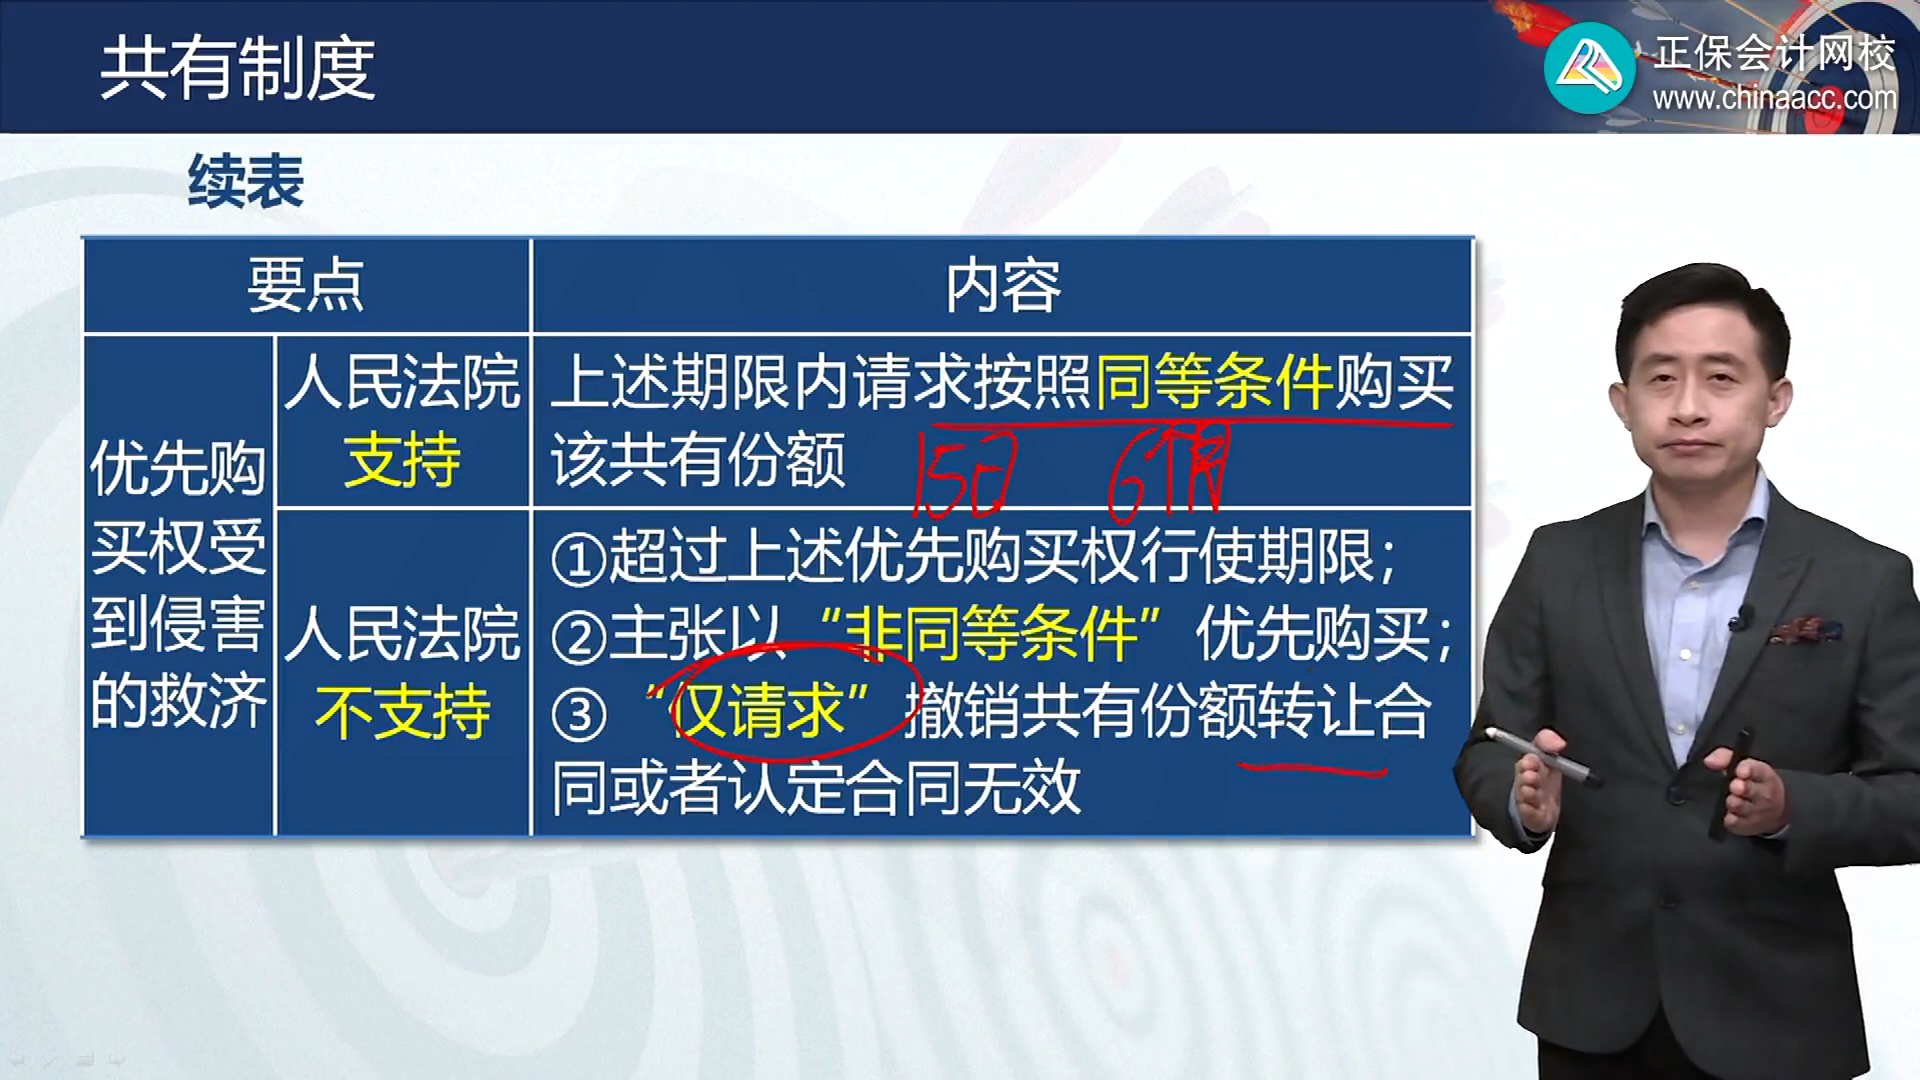 共有制度
正保会计网校
www.chinaacc.com
续表
要点
内容
优先购
买权受
到侵害
的救济
人民法院
支持
上述期限内请求按照同等条件购买
该共有份额
15日 6个月
人民法院
不支持
①超过上述优先购买权行使期限；
②主张以“非同等条件”优先购买；
③“仅请求”撤销共有份额转让合
同或者认定合同无效